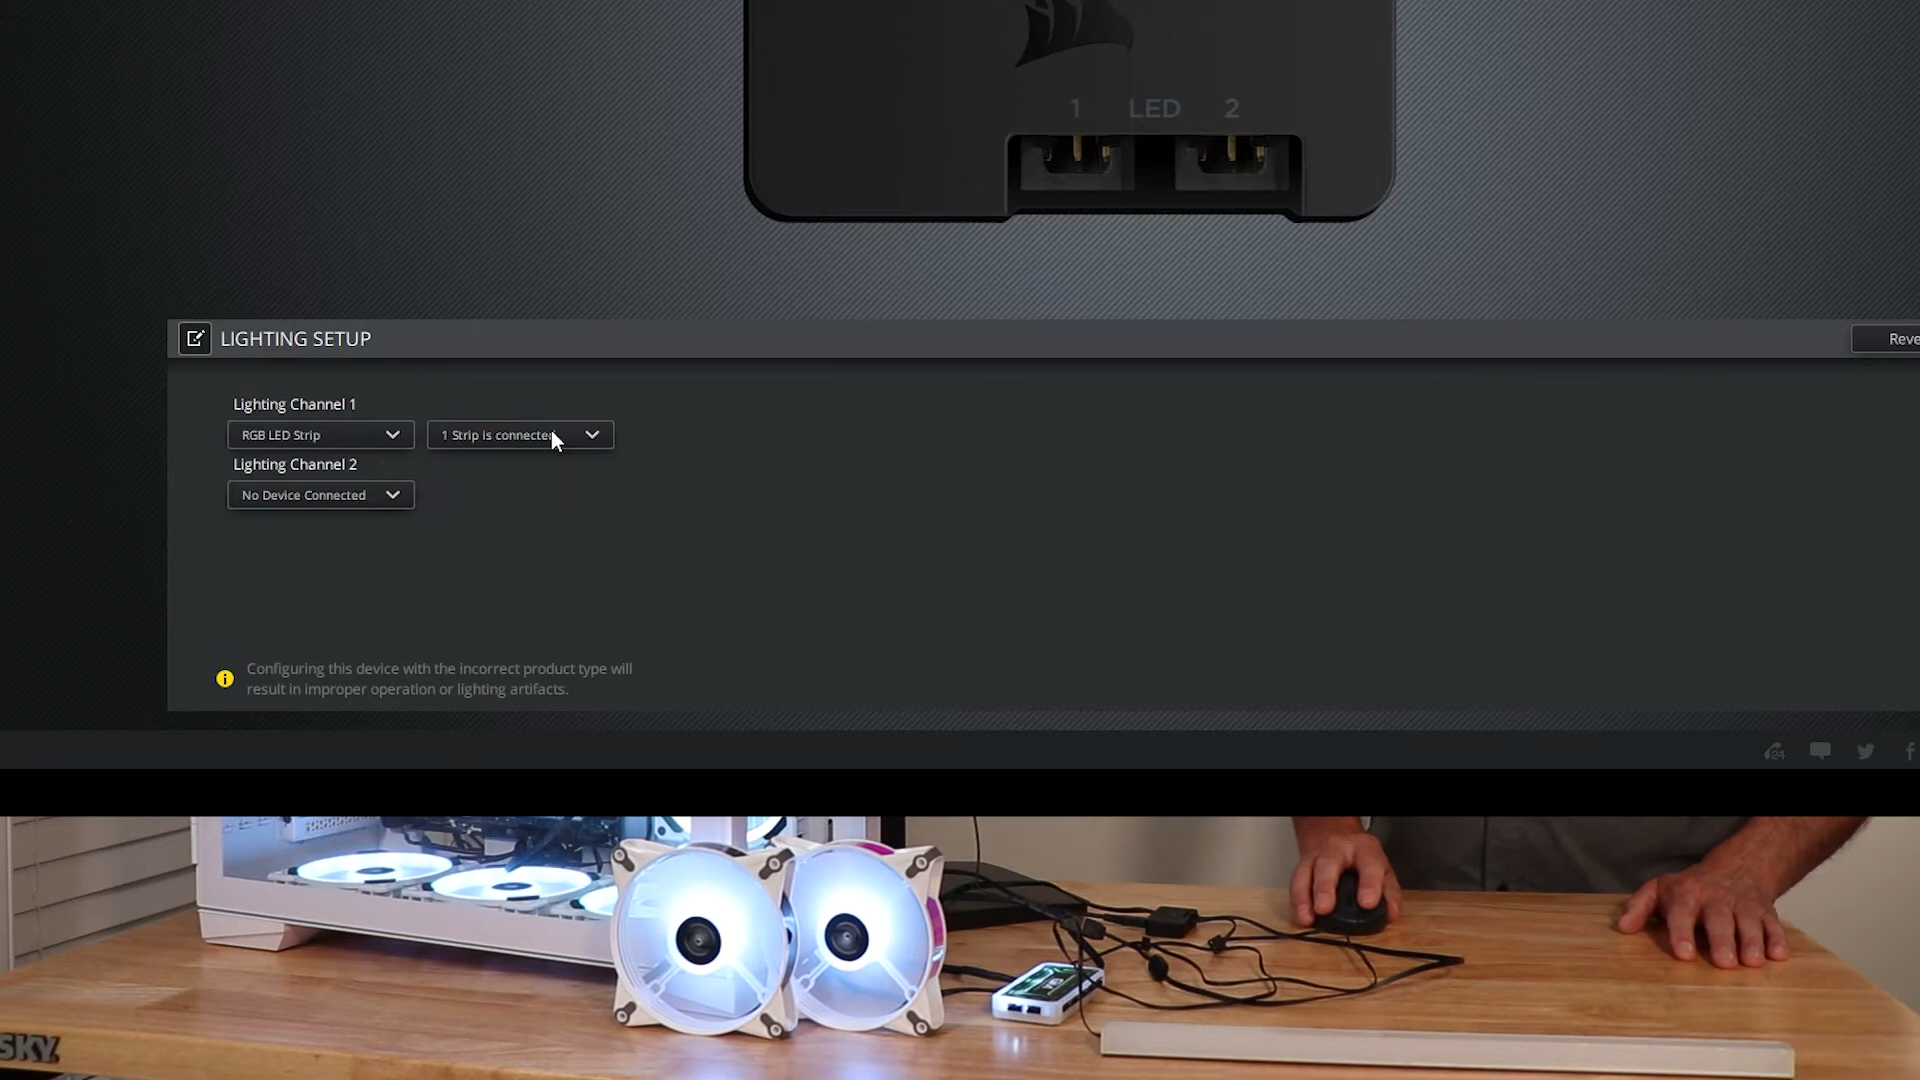 1 LED 2
LIGHTING SETUP
Reve
Lighting Channel 1
RGB LED Strip
1 Strip is connected
Lighting Channel 2
No Device Connected
Configuring this device with the incorrect product type will
result in improper operation or lighting artifacts.
24
SKY